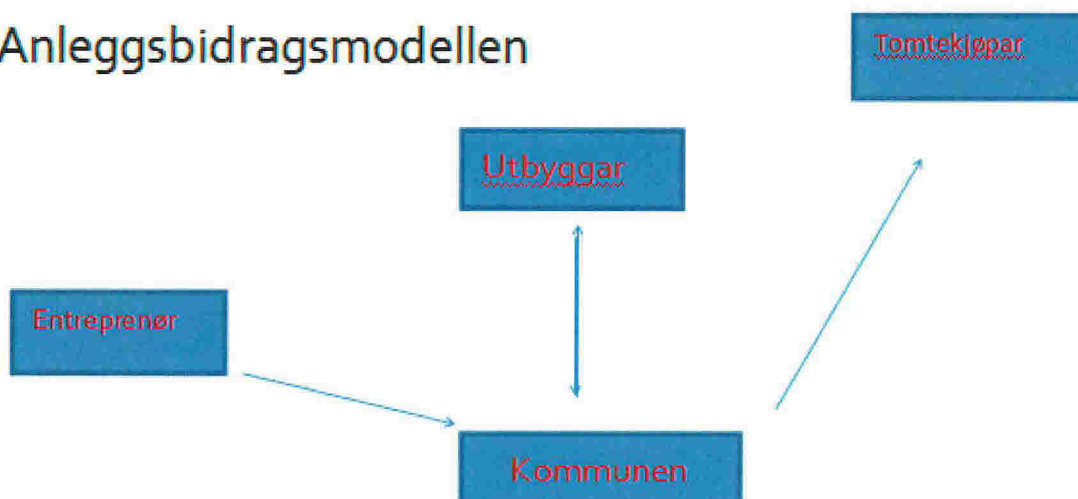 Anleggsbidragsmodellen
Tomtekjøpar
Utbyggar
Entreprenør
Kommunen